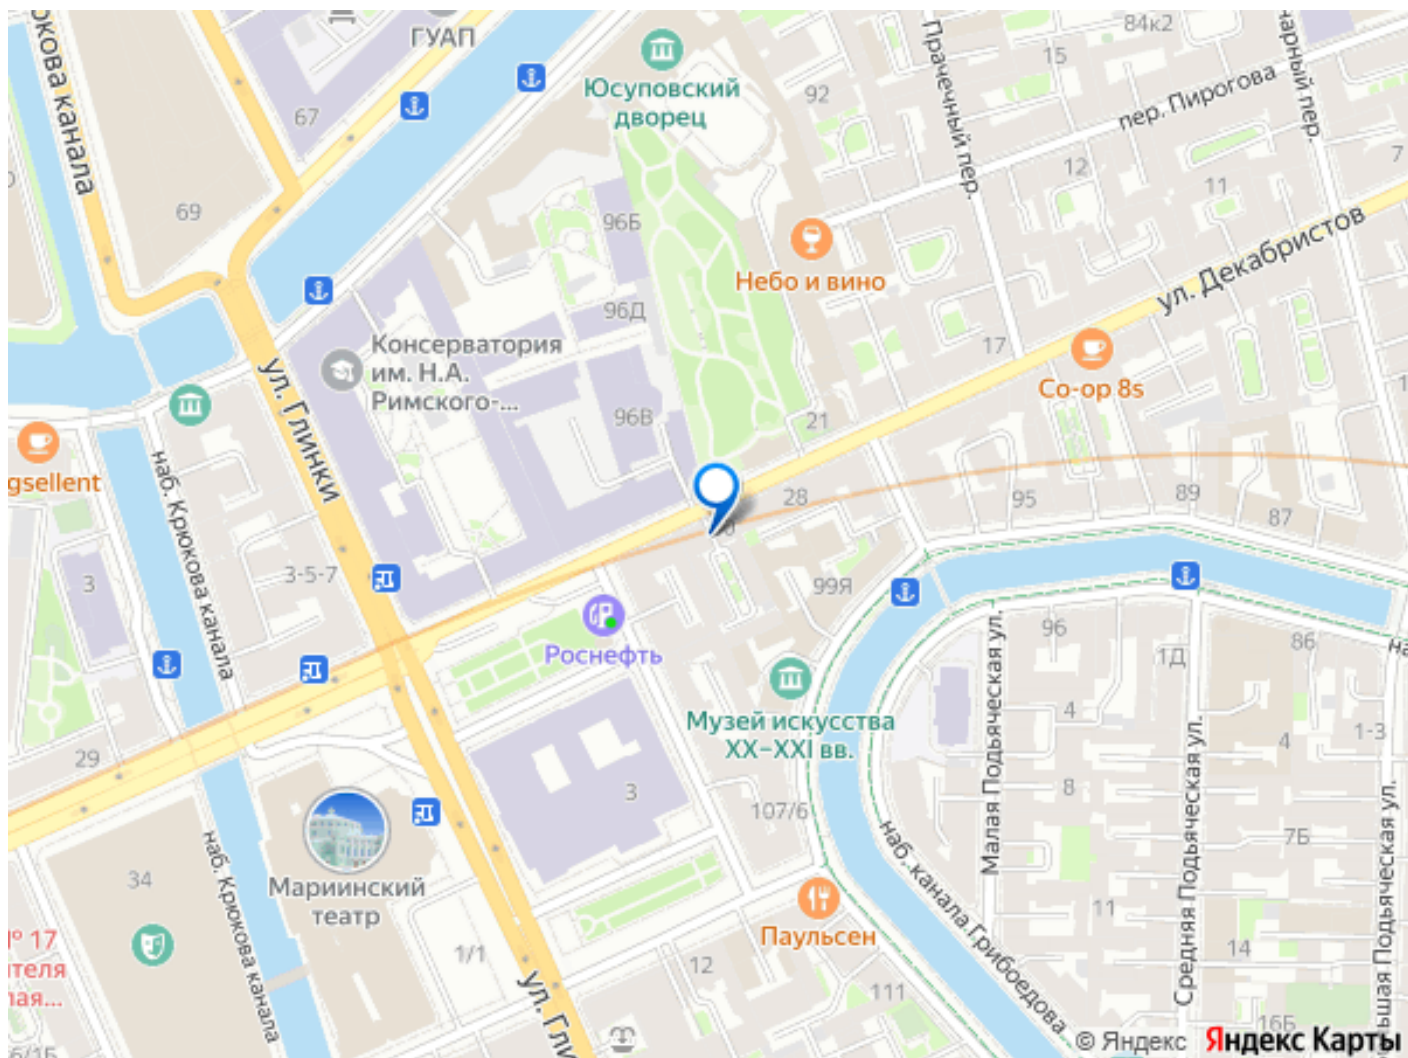 ГУАП
84к2
15
Прачечный пер.
пер. Пирогова
Юсуповский
дворец
92
67
12
7
11
69
96Б
ул. Декабристов
Небо и вино
96Д
Консерватория
им. Н.А.
Римского-...
ул. Глинки
17
Co-op 8s
96В
21
gsellent
наб. Крюкова канала
28
95
89
87
3
3-5-7
99Я
Роснефть
96
1Д
86
Малая Подьяческая ул.
4
4
1-3
Музей искусства
XX–XXI вв.
29
3
8
7Б
107/6
Средняя Подьяческая ул.
наб. канала Грибоедова
Мариинский
театр
34
наб. Крюкова канала
11
14
Паульсен
№ 17
1/1
12
111
16Б
© Яндекс
Яндекс Карты